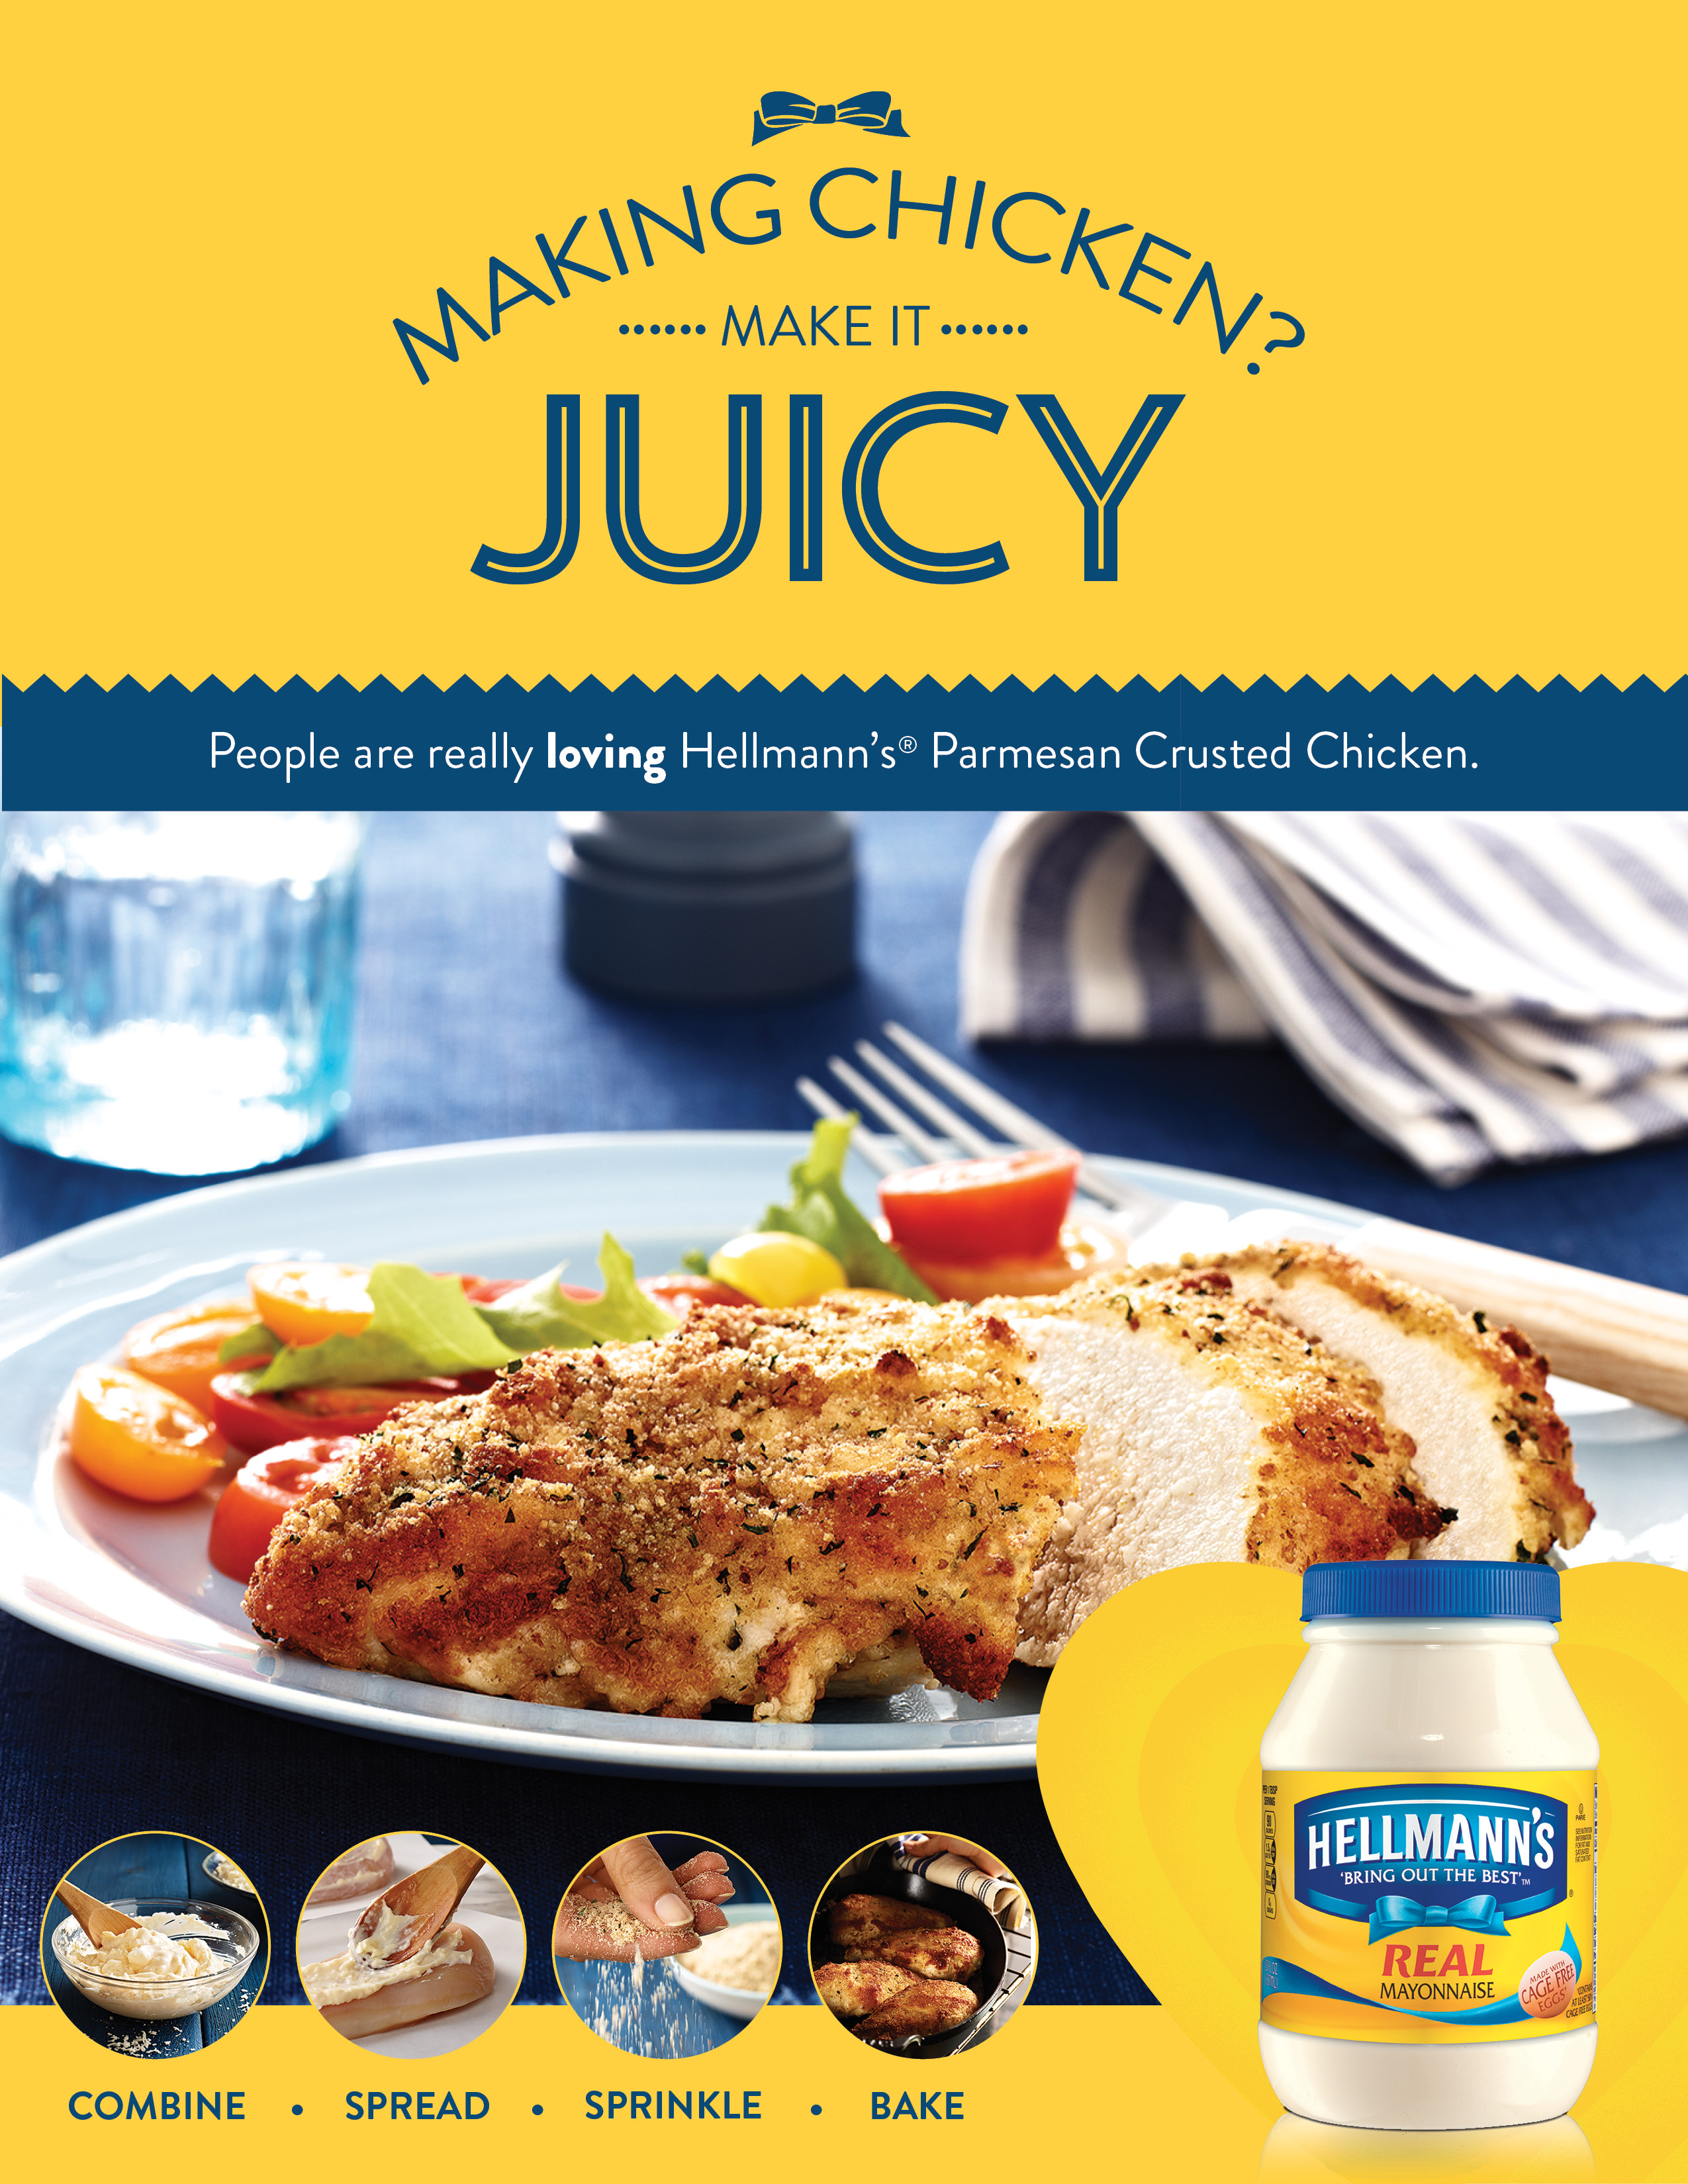 MAKING CHICKEN?
MAKE IT
JUICY
People are really loving Hellmann's® Parmesan Crusted Chicken.
HELLMANN'S
'BRING OUT THE BEST'™
REAL
MAYONNAISE
MADE WITH
CAGE FREE
EGGS*
COMBINE • SPREAD • SPRINKLE • BAKE